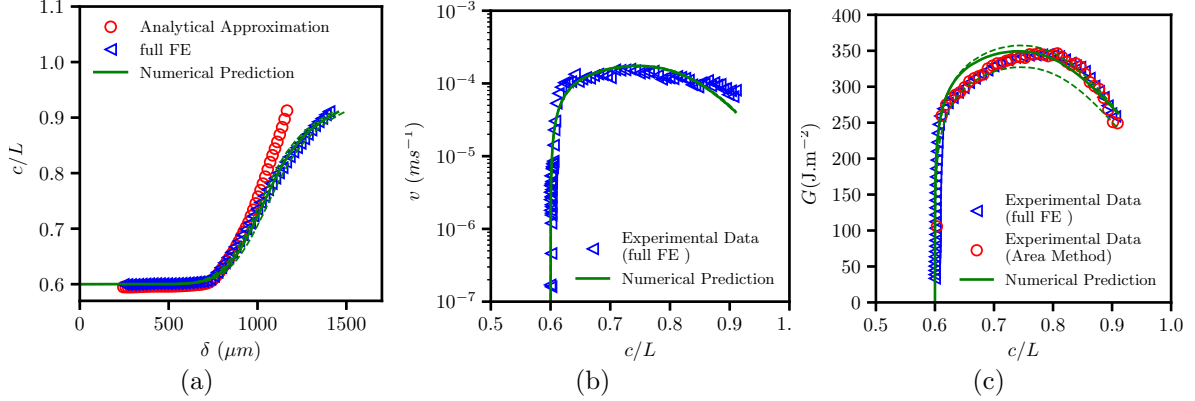 1.1
1.0
0.9
0.8
0.7
0.6
c/L
0
500
1000
1500
δ (μm)
Analytical Approximation
full FE
Numerical Prediction
(a)
10⁻³
10⁻⁴
10⁻⁵
10⁻⁶
10⁻⁷
v (ms⁻¹)
0.5
0.6
0.7
0.8
0.9
1.
c/L
Experimental Data
(full FE )
Numerical Prediction
(b)
400
350
300
250
200
150
100
50
0
G(J.m⁻²)
0.5
0.6
0.7
0.8
0.9
1.0
c/L
Experimental Data
(full FE )
Experimental Data
(Area Method)
Numerical Prediction
(c)